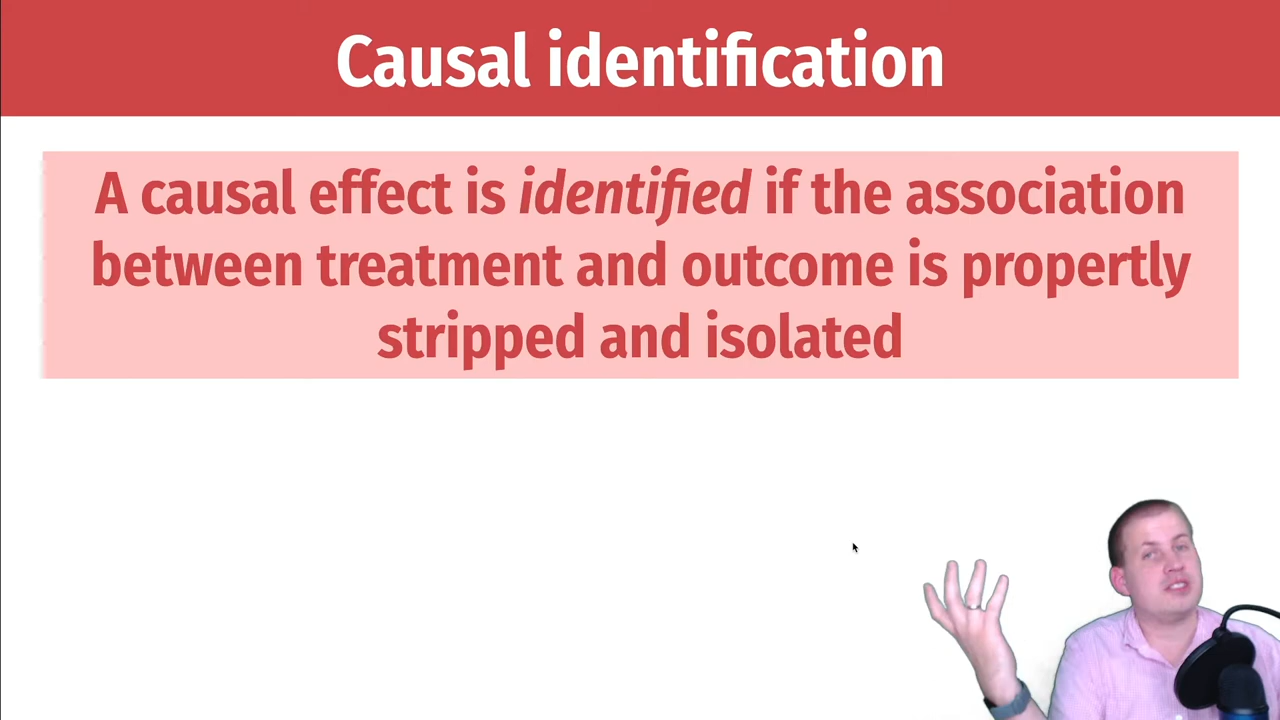 Causal identification
A causal effect is identified if the association
between treatment and outcome is propertly
stripped and isolated